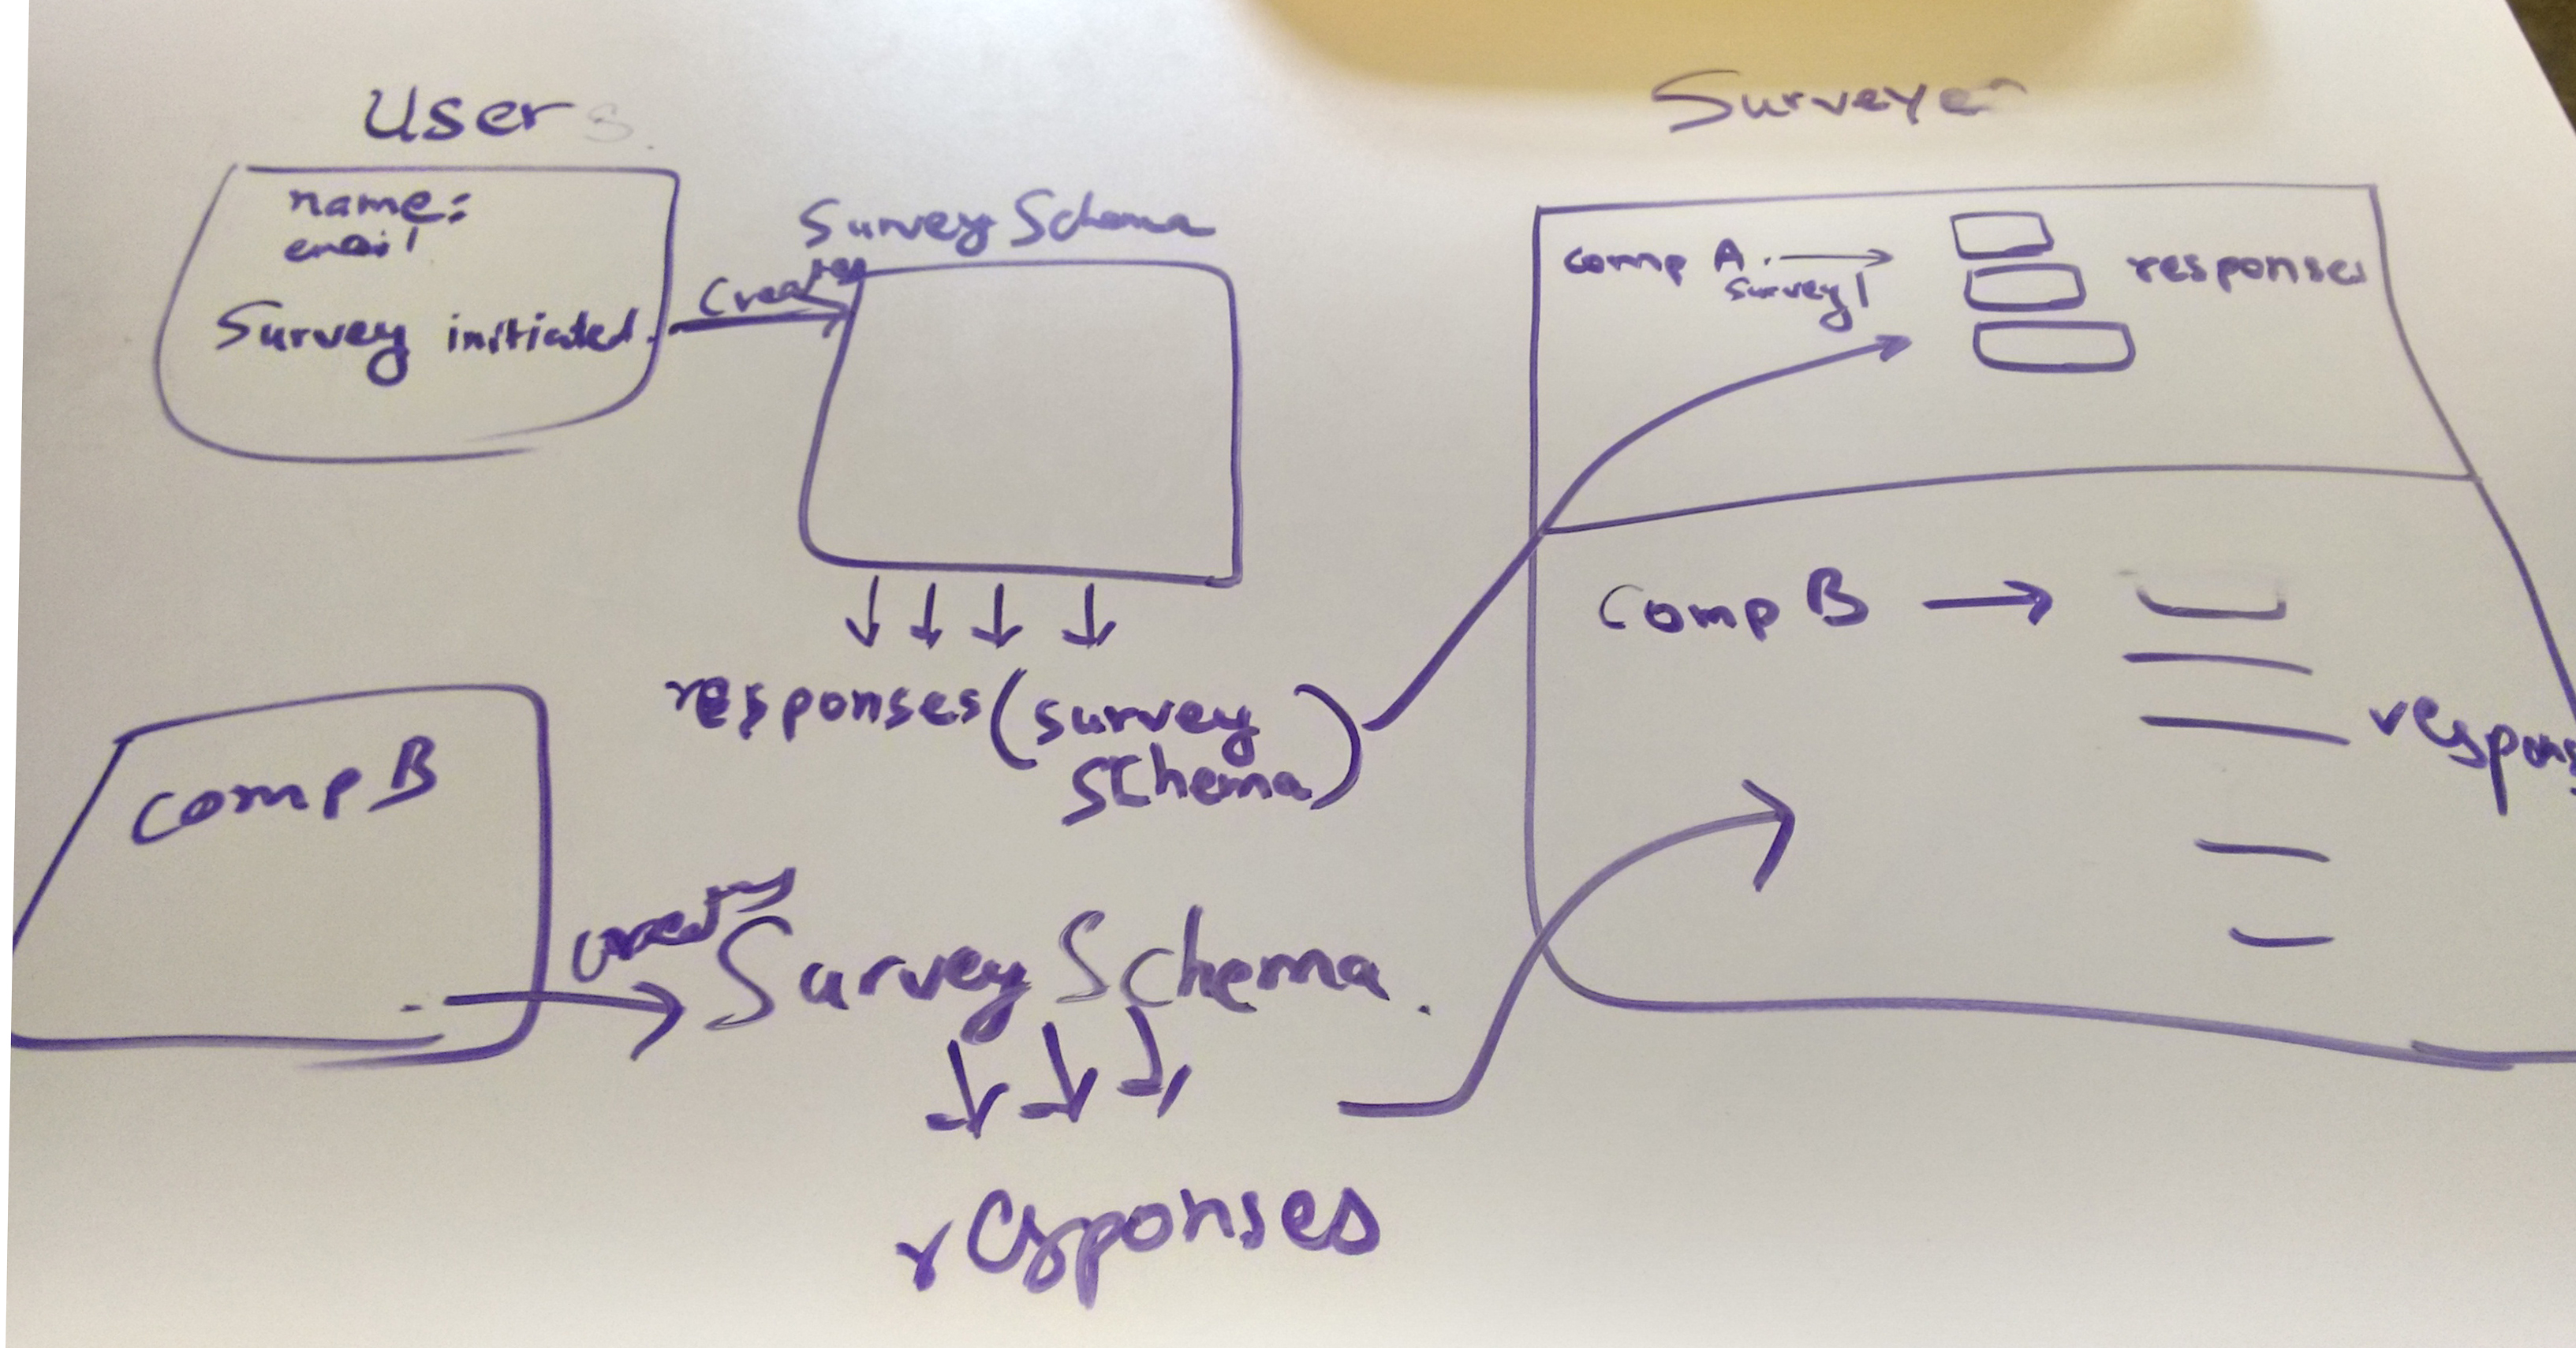 Users.
name:
email
Survey initiated.
Creates
Survey Schema
responses (survey
schema)
Surveyer
comp A.
Survey 1
responses
Comp B
respons
comp B
creates
Survey Schema.
responses